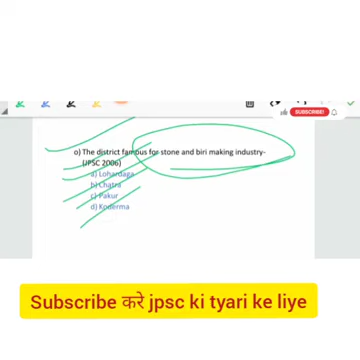 SUBSCRIBE!
o) The district famous for stone and biri making industry-
(JPSC 2006)
a) Lohardaga
b) Chatra
c) Pakur
d) Koderma
Subscribe करे jpsc ki tyari ke liye